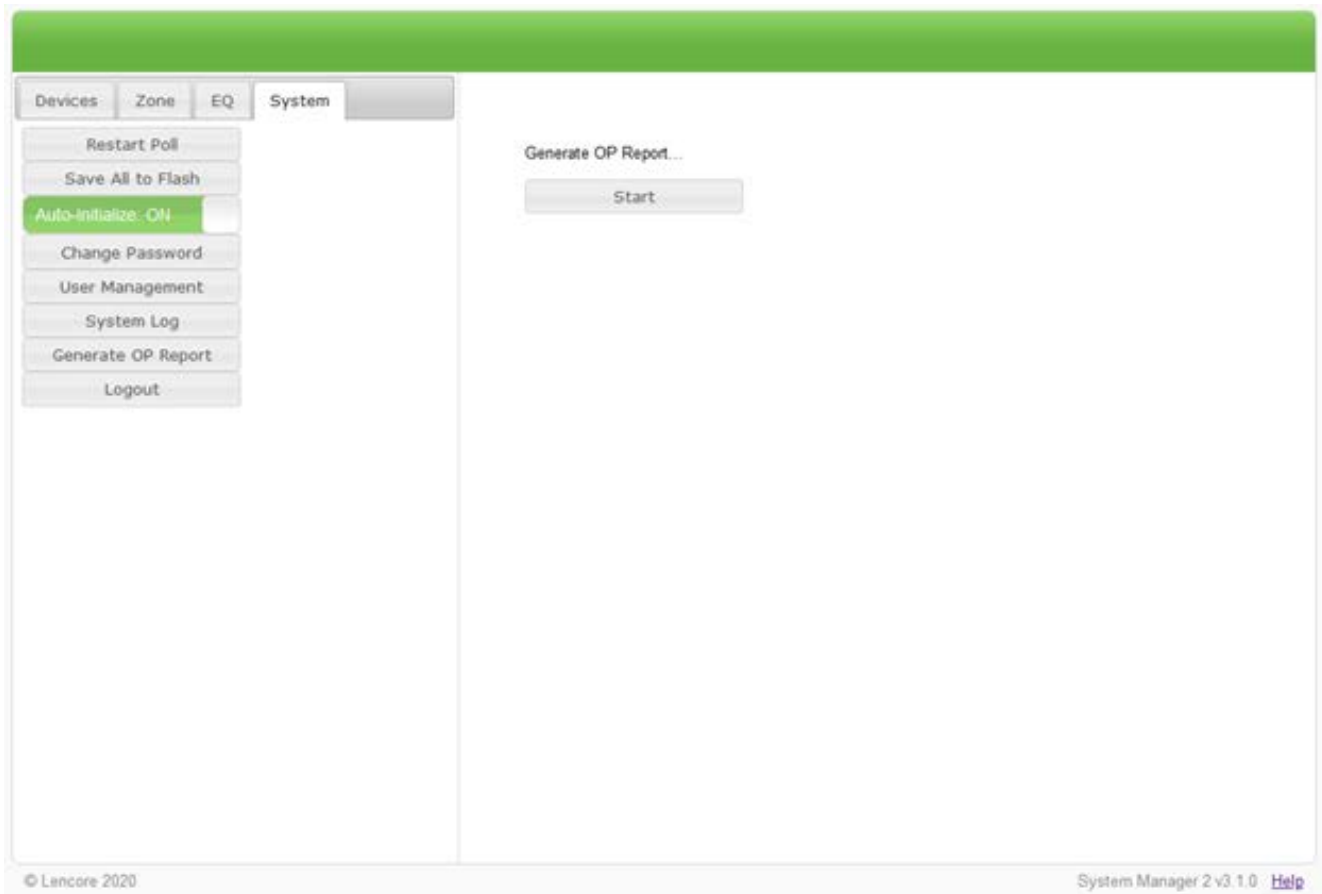 Devices Zone EQ System
Restart Poll
Save All to Flash
Auto-Initialize: ON
Change Password
User Management
System Log
Generate OP Report
Logout
Generate OP Report...
Start
© Lencore 2020
System Manager 2 v3.1.0 Help